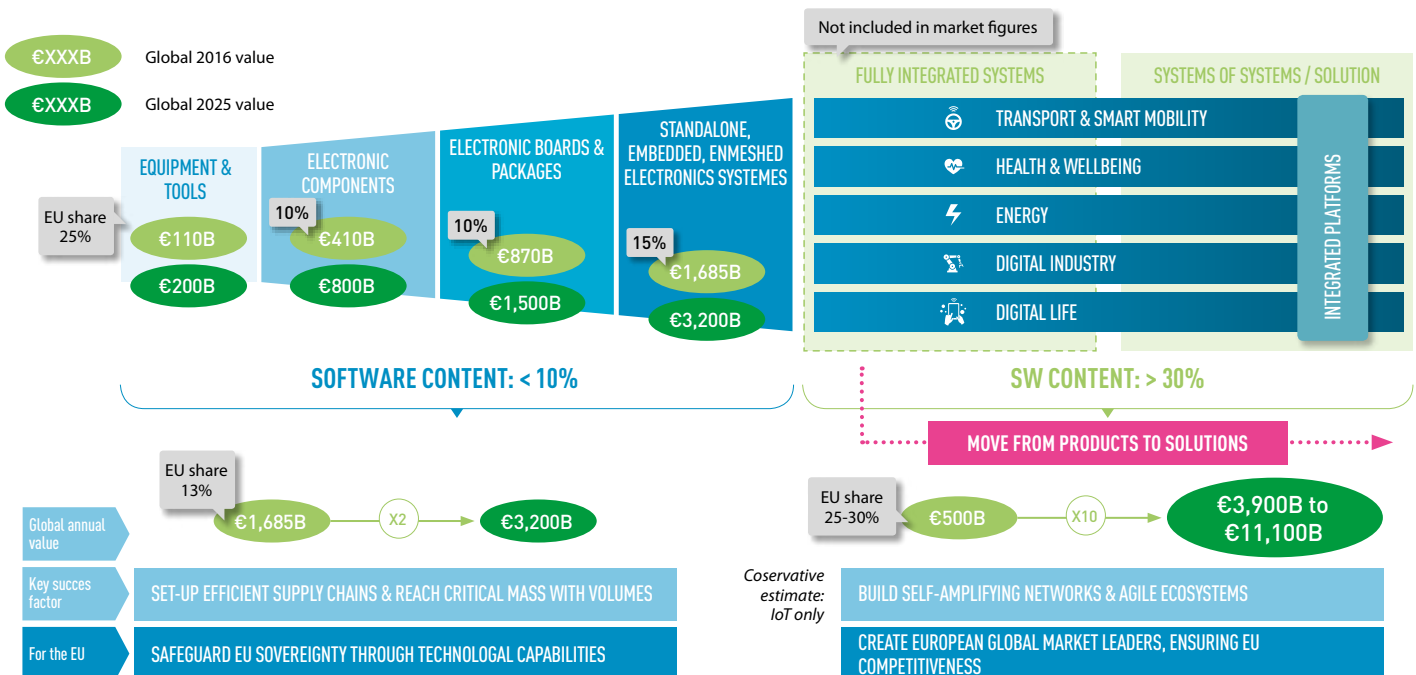 €XXXB
Global 2016 value
€XXXB
Global 2025 value
Not included in market figures
FULLY INTEGRATED SYSTEMS
SYSTEMS OF SYSTEMS / SOLUTION
EQUIPMENT &
TOOLS
EU share
25%
€110B
€200B
ELECTRONIC
COMPONENTS
10%
€410B
€800B
ELECTRONIC BOARDS &
PACKAGES
10%
€870B
€1,500B
STANDALONE,
EMBEDDED, ENMESHED
ELECTRONICS SYSTEMES
15%
€1,685B
€3,200B
TRANSPORT & SMART MOBILITY
HEALTH & WELLBEING
ENERGY
DIGITAL INDUSTRY
DIGITAL LIFE
INTEGRATED PLATFORMS
SOFTWARE CONTENT: < 10%
SW CONTENT: > 30%
MOVE FROM PRODUCTS TO SOLUTIONS
Global annual
value
EU share
13%
€1,685B
X2
€3,200B
EU share
25-30%
€500B
X10
€3,900B to
€11,100B
Key succes
factor
SET-UP EFFICIENT SUPPLY CHAINS & REACH CRITICAL MASS WITH VOLUMES
Coservative
estimate:
IoT only
BUILD SELF-AMPLIFYING NETWORKS & AGILE ECOSYSTEMS
For the EU
SAFEGUARD EU SOVEREIGNTY THROUGH TECHNOLOGAL CAPABILITIES
CREATE EUROPEAN GLOBAL MARKET LEADERS, ENSURING EU
COMPETITIVENESS